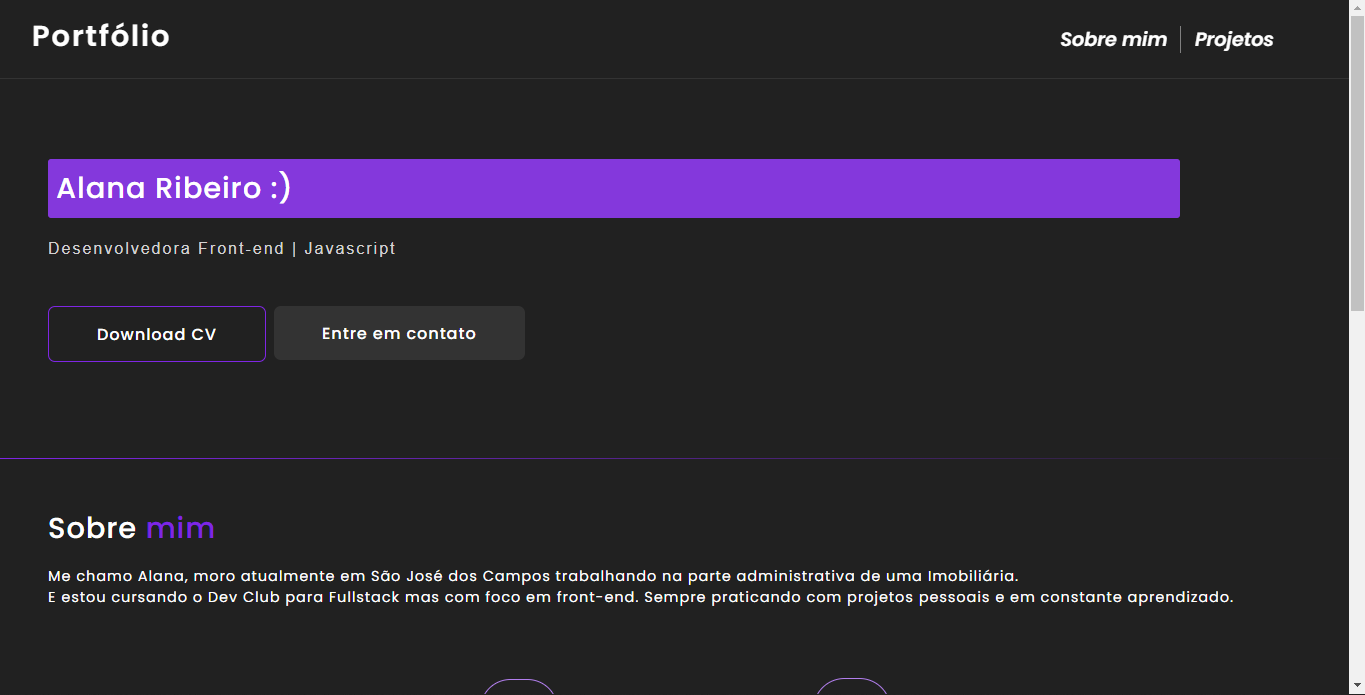 Portfólio
Sobre mim
Projetos
Alana Ribeiro :)
Desenvolvedora Front-end | Javascript
Download CV
Entre em contato
Sobre mim
Me chamo Alana, moro atualmente em São José dos Campos trabalhando na parte administrativa de uma Imobiliária.
E estou cursando o Dev Club para Fullstack mas com foco em front-end. Sempre praticando com projetos pessoais e em constante aprendizado.